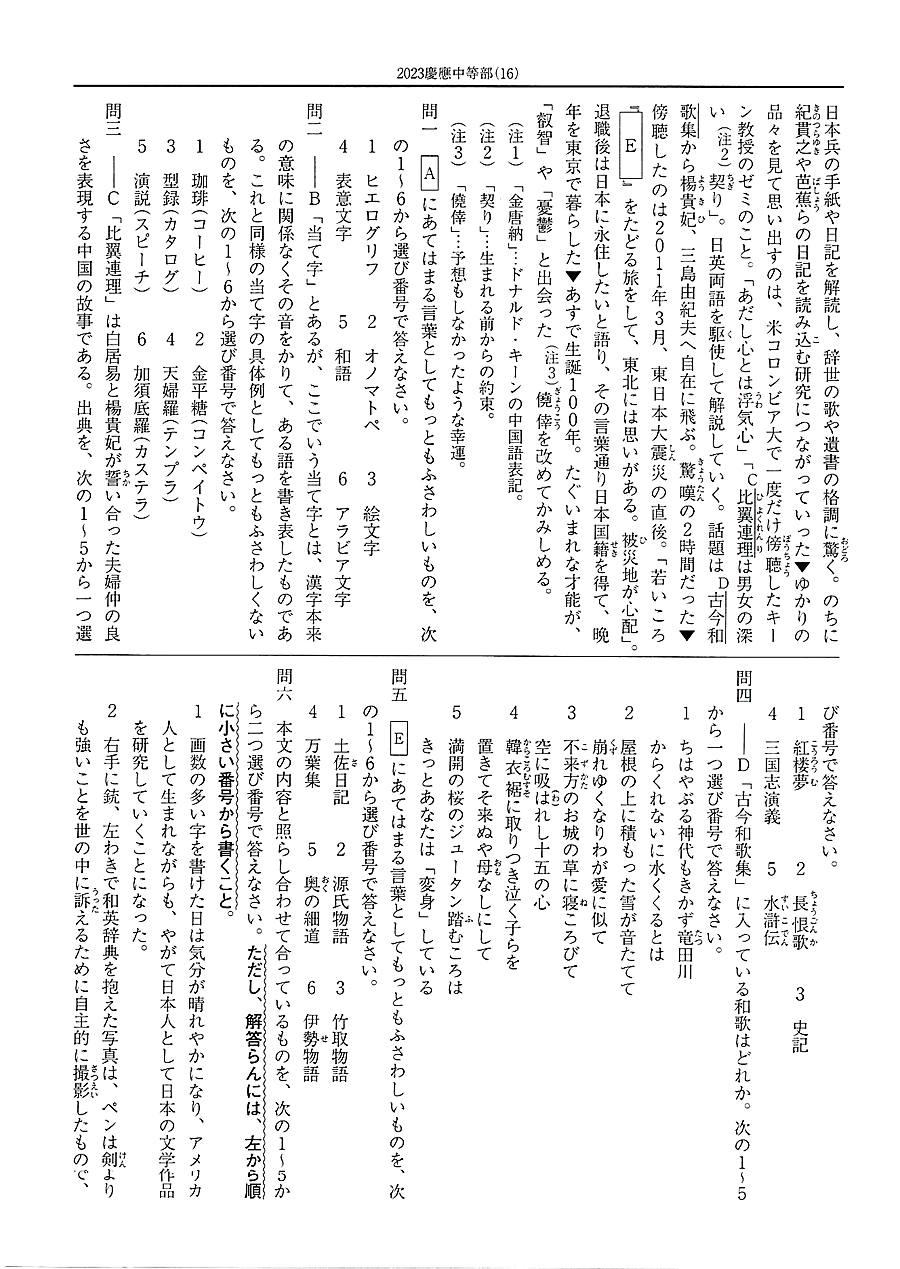 2023慶應中等部(16)
日本兵の手紙や日記を解読し、辞世の歌や遺書の格調に驚く。のちに
紀貫之や芭蕉らの日記を読み込む研究につながっていった▼ゆかりの
品々を見て思い出すのは、米コロンビア大で一度だけ傍聴したキー
ン教授のゼミのこと。「あだし心とは浮気心」「C比翼連理は男女の深
い(注2)契り」。日英両語を駆使して解説していく。話題はD古今和
歌集から楊貴妃、三島由紀夫へ自在に飛ぶ。驚嘆の2時間だった▼
傍聴したのは2011年3月、東日本大震災の直後。「若いころ
『E』をたどる旅をして、東北には思いがある。被災地が心配」。
退職後は日本に永住したいと語り、その言葉通り日本国籍を得て、晩
年を東京で暮らした▼あすで生誕100年。たぐいまれな才能が、
「叡智」や「憂鬱」と出会った(注3)僥倖を改めてかみしめる。
(注1)「金唐納」…ドナルド・キーンの中国語表記。
(注2)「契り」…生まれる前からの約束。
(注3)「僥倖」…予想もしなかったような幸運。
問一 A にあてはまる言葉としてもっともふさわしいものを、次
の1~6から選び番号で答えなさい。
1 ヒエログリフ 2 オノマトペ 3 絵文字
4 表意文字 5 和語 6 アラビア文字
問二 ――B「当て字」とあるが、ここでいう当て字とは、漢字本来
の意味に関係なくその音をかりて、ある語を書き表したものであ
る。これと同様の当て字の具体例としてもっともふさわしくない
ものを、次の1~6から選び番号で答えなさい。
1 珈琲(コーヒー) 2 金平糖(コンペイトウ)
3 型録(カタログ) 4 天婦羅(テンプラ)
5 演説(スピーチ) 6 加須底羅(カステラ)
問三 ――C「比翼連理」は白居易と楊貴妃が誓い合った夫婦仲の良
さを表現する中国の故事である。出典を、次の1~5から一つ選
び番号で答えなさい。
1 紅楼夢 2 長恨歌 3 史記
4 三国志演義 5 水滸伝
問四 ――D「古今和歌集」に入っている和歌はどれか。次の1~5
から一つ選び番号で答えなさい。
1 ちはやぶる神代もきかず竜田川
からくれないに水くくるとは
2 屋根の上に積もった雪が音たてて
崩れゆくなりわが愛に似て
3 不来方のお城の草に寝ころびて
空に吸はれし十五の心
4 韓衣裾に取りつき泣く子らを
置きてそ来ぬや母なしにして
5 満開の桜のジュータン踏むころは
きっとあなたは「変身」している
問五 E にあてはまる言葉としてもっともふさわしいものを、次
の1~6から選び番号で答えなさい。
1 土佐日記 2 源氏物語 3 竹取物語
4 万葉集 5 奥の細道 6 伊勢物語
問六 本文の内容と照らし合わせて合っているものを、次の1~5か
ら二つ選び番号で答えなさい。ただし、解答らんには、左から順
に小さい番号から書くこと。
1 画数の多い字を書けた日は気分が晴れやかになり、アメリカ
人として生まれながらも、やがて日本人として日本の文学作品
を研究していくことになった。
2 右手に銃、左わきで和英辞典を抱えた写真は、ペンは剣より
も強いことを世の中に訴えるために自主的に撮影したもので、